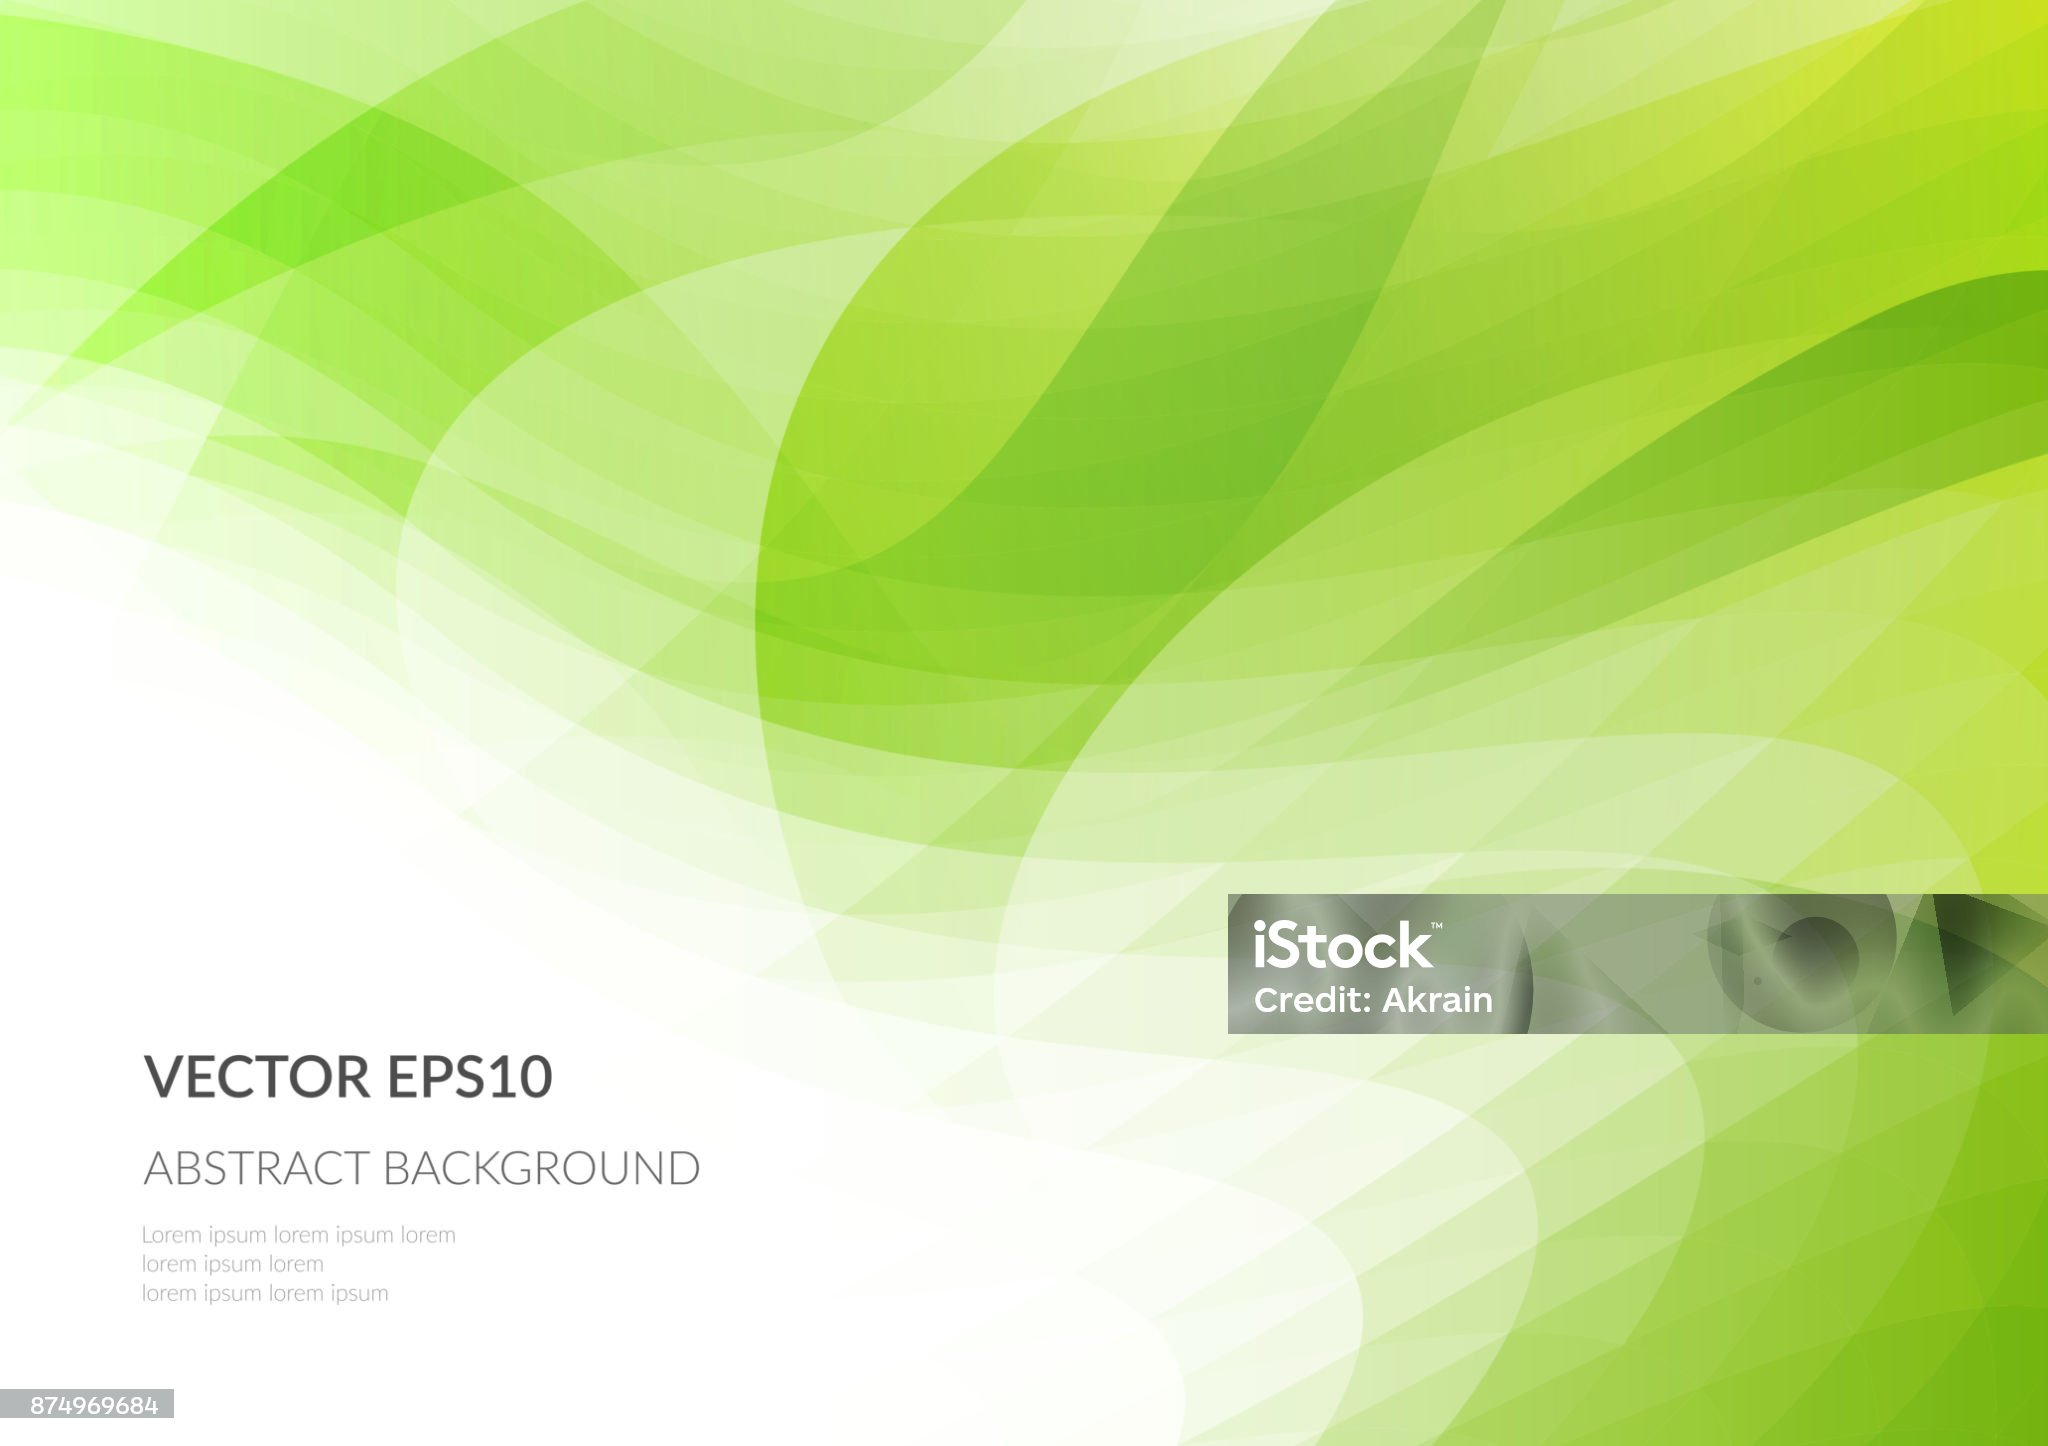 iStock™
Credit: Akrain
VECTOR EPS10
ABSTRACT BACKGROUND
Lorem ipsum lorem ipsum lorem
lorem ipsum lorem
lorem ipsum lorem ipsum
874969684